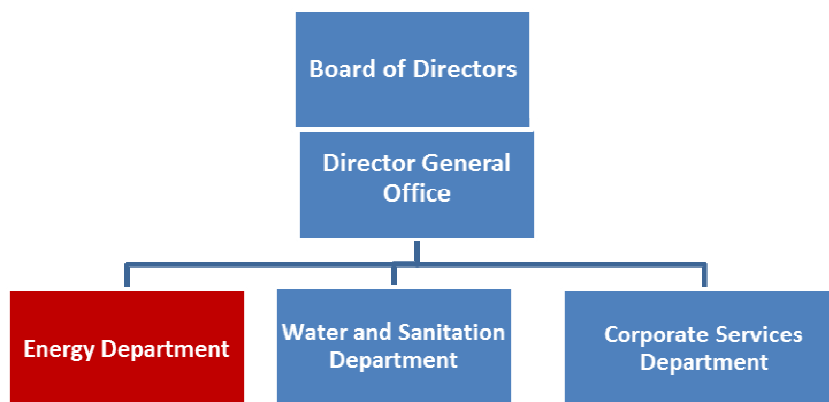 Board of Directors
Director General
Office
Energy Department
Water and Sanitation
Department
Corporate Services
Department